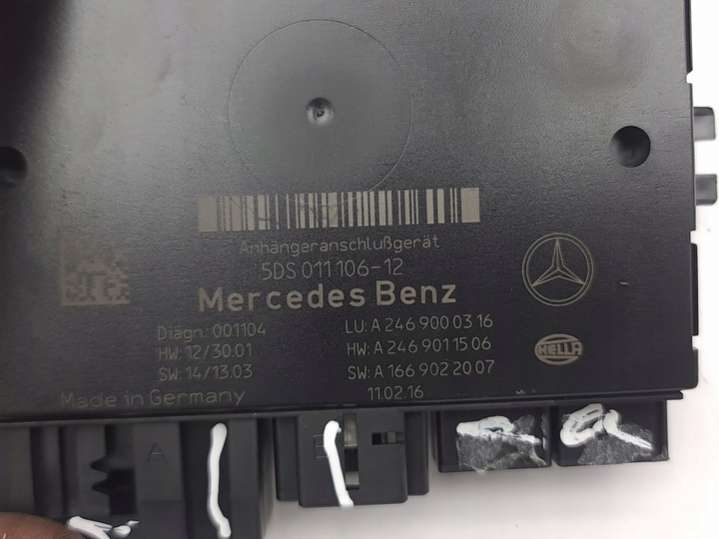 Anhängeranschlußgerät
5DS 011 106-12
Mercedes Benz
Diagn.:001104
LU: A 246 900 03 16
HW: 12/30.01
HW: A 246 901 15 06
SW: 14/13.03
SW: A 166 902 20 07
11.02.16
HELLA
Made in Germany
A
B